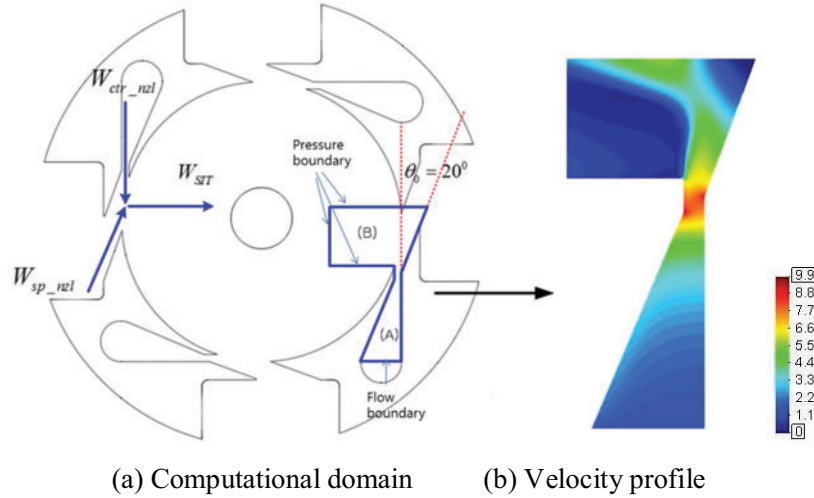 W_ctr_nzl
W_SIT
W_sp_nzl
Pressure
boundary
θ₀ = 20⁰
(B)
(A)
Flow
boundary
9.9
8.8
7.7
6.6
5.5
4.4
3.3
2.2
1.1
0
(a) Computational domain (b) Velocity profile